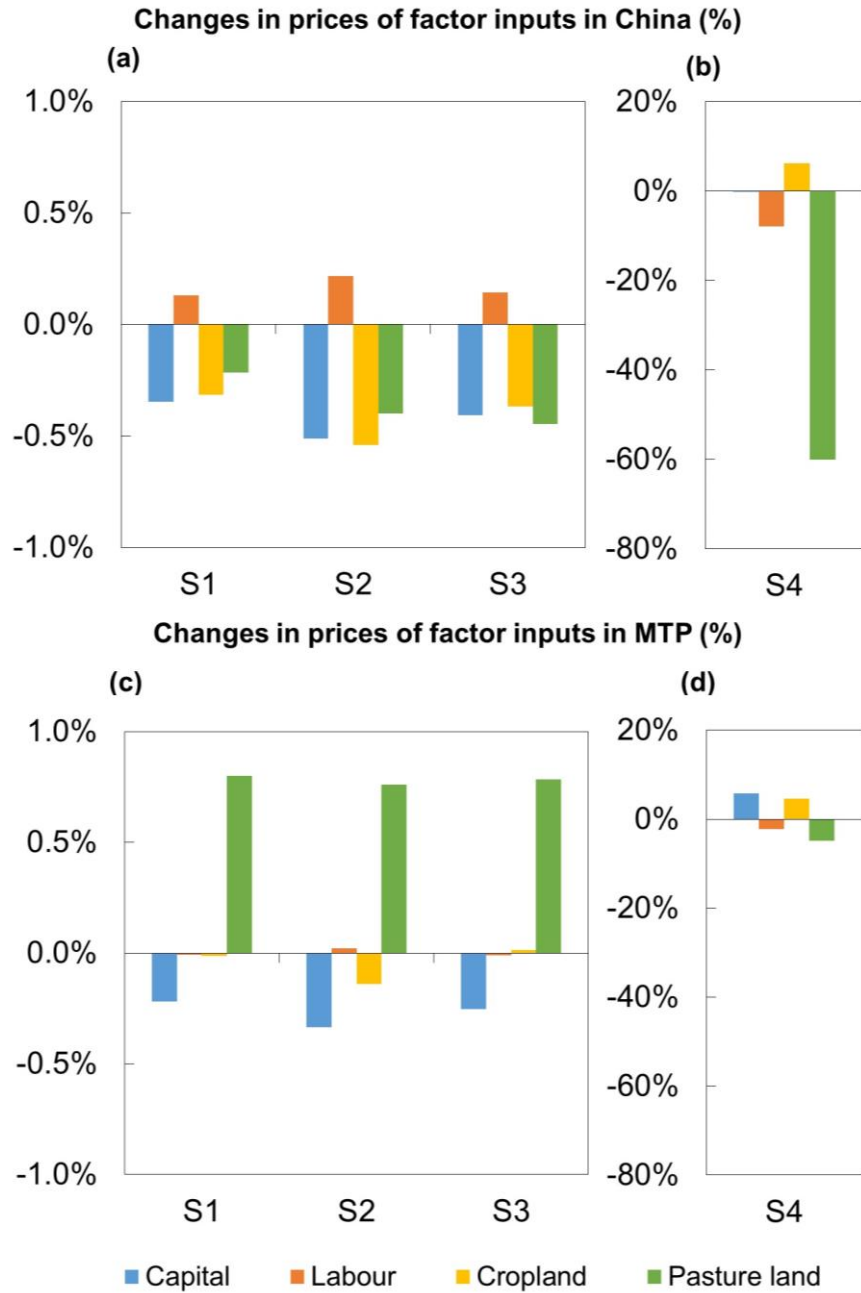 Changes in prices of factor inputs in China (%)
(a)
(b)
1.0%
0.5%
0.0%
-0.5%
-1.0%
S1
S2
S3
20%
0%
-20%
-40%
-60%
-80%
S4
Changes in prices of factor inputs in MTP (%)
(c)
(d)
1.0%
0.5%
0.0%
-0.5%
-1.0%
S1
S2
S3
20%
0%
-20%
-40%
-60%
-80%
S4
Capital
Labour
Cropland
Pasture land